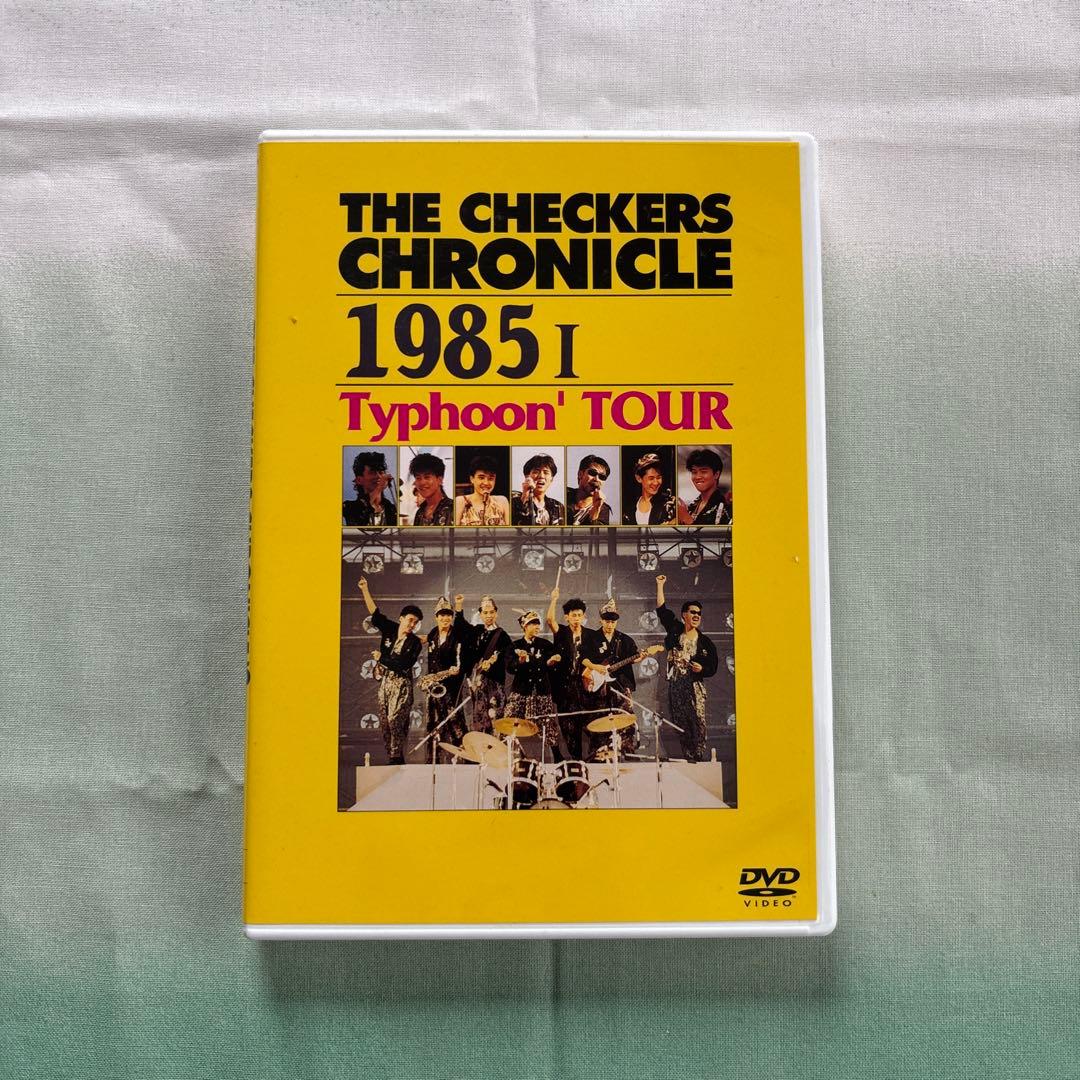 THE CHECKERS
CHRONICLE
1985 I
Typhoon' TOUR
DVD
VIDEO